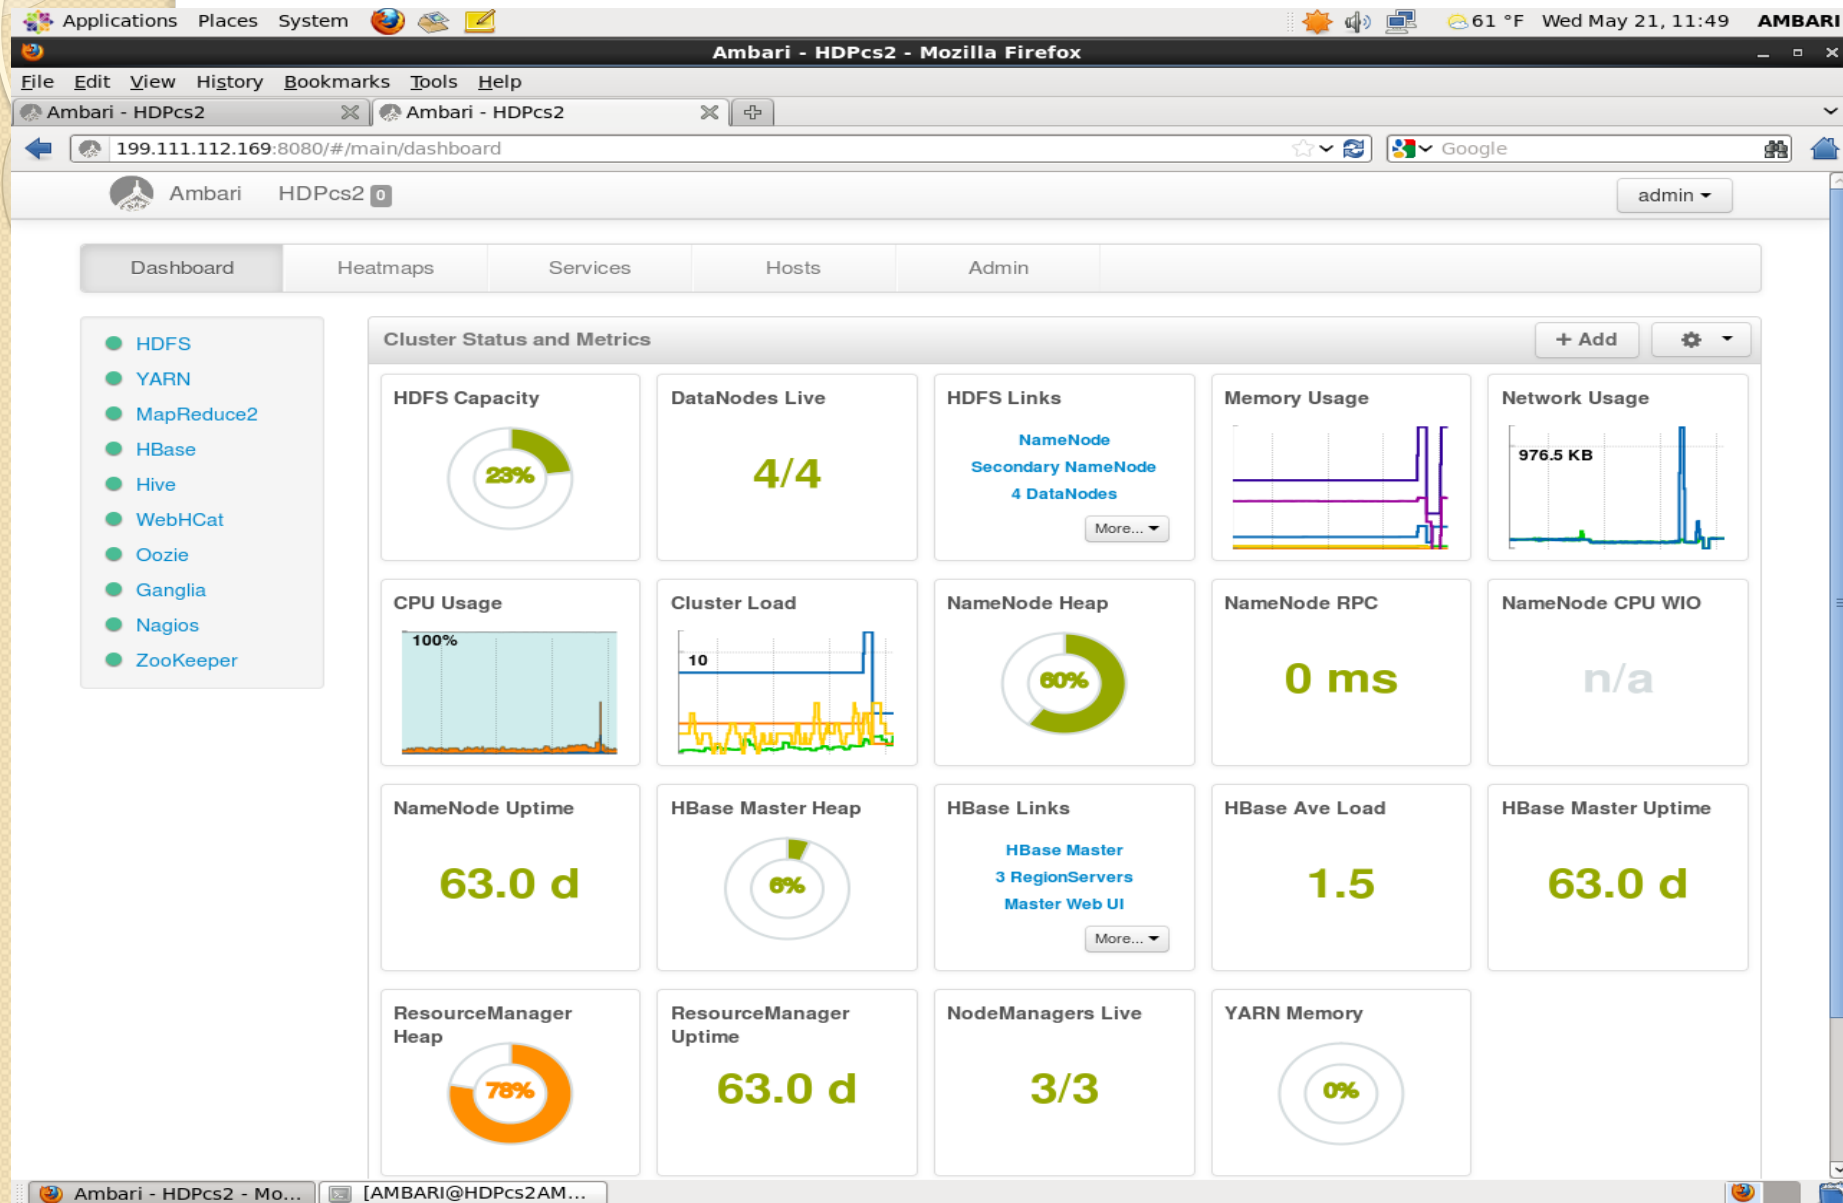 Applications Places System 61 °F Wed May 21, 11:49 AMBARI
Ambari - HDPcs2 - Mozilla Firefox
File Edit View History Bookmarks Tools Help
Ambari - HDPcs2 Ambari - HDPcs2
199.111.112.169:8080/#/main/dashboard Google
Ambari HDPcs2 0 admin
Dashboard Heatmaps Services Hosts Admin
HDFS
YARN
MapReduce2
HBase
Hive
WebHCat
Oozie
Ganglia
Nagios
ZooKeeper
Cluster Status and Metrics + Add
HDFS Capacity
23%
DataNodes Live
4/4
HDFS Links
NameNode
Secondary NameNode
4 DataNodes
More...
Memory Usage
Network Usage
976.5 KB
CPU Usage
100%
Cluster Load
10
NameNode Heap
60%
NameNode RPC
0 ms
NameNode CPU WIO
n/a
NameNode Uptime
63.0 d
HBase Master Heap
6%
HBase Links
HBase Master
3 RegionServers
Master Web UI
More...
HBase Ave Load
1.5
HBase Master Uptime
63.0 d
ResourceManager
Heap
78%
ResourceManager
Uptime
63.0 d
NodeManagers Live
3/3
YARN Memory
0%
Ambari - HDPcs2 - Mo... [AMBARI@HDPcs2AM...